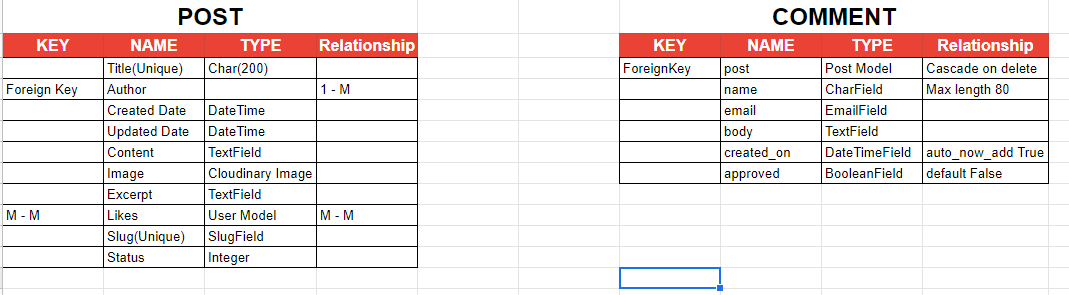 POST
KEY NAME TYPE Relationship
Title(Unique) Char(200)
Foreign Key Author 1 - M
Created Date DateTime
Updated Date DateTime
Content TextField
Image Cloudinary Image
Excerpt TextField
M - M Likes User Model M - M
Slug(Unique) SlugField
Status Integer
COMMENT
KEY NAME TYPE Relationship
ForeignKey post Post Model Cascade on delete
name CharField Max length 80
email EmailField
body TextField
created_on DateTimeField auto_now_add True
approved BooleanField default False